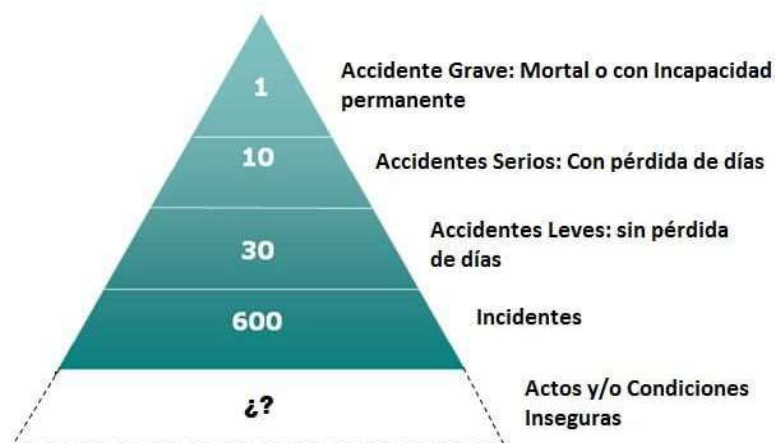 1
Accidente Grave: Mortal o con Incapacidad
permanente
10
Accidentes Serios: Con pérdida de días
30
Accidentes Leves: sin pérdida
de días
600
Incidentes
¿?
Actos y/o Condiciones
Inseguras